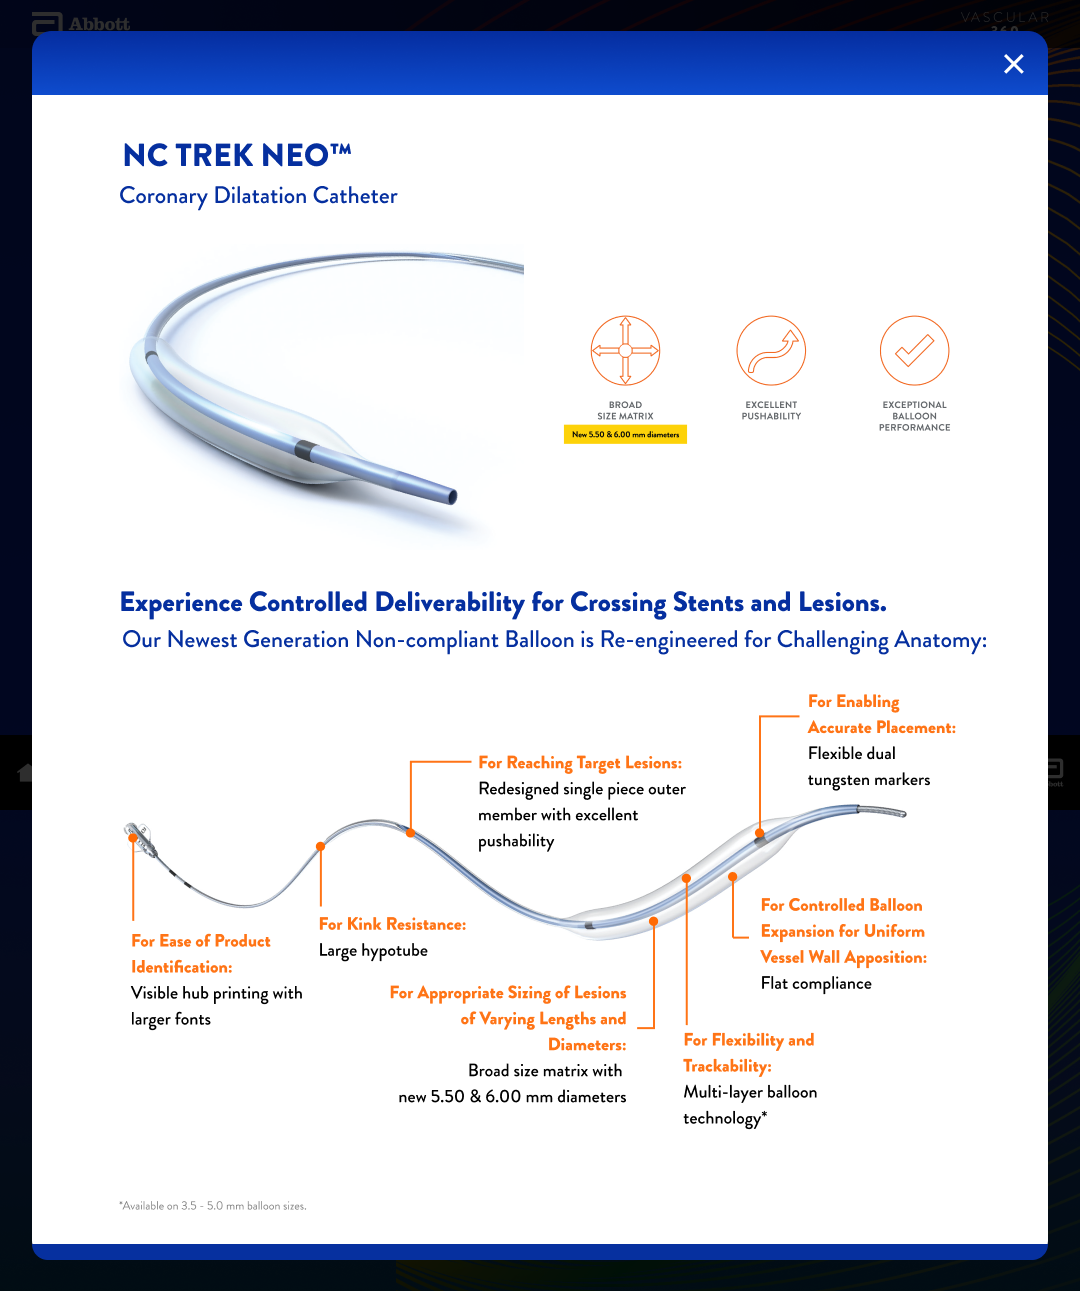 Abbott
VASCULAR
NC TREK NEO™
Coronary Dilatation Catheter
BROAD
SIZE MATRIX
New 5.50 & 6.00 mm diameters
EXCELLENT
PUSHABILITY
EXCEPTIONAL
BALLOON
PERFORMANCE
Experience Controlled Deliverability for Crossing Stents and Lesions.
Our Newest Generation Non-compliant Balloon is Re-engineered for Challenging Anatomy:
For Enabling
Accurate Placement:
Flexible dual
tungsten markers
For Reaching Target Lesions:
Redesigned single piece outer
member with excellent
pushability
For Ease of Product
Identification:
Visible hub printing with
larger fonts
For Kink Resistance:
Large hypotube
For Controlled Balloon
Expansion for Uniform
Vessel Wall Apposition:
Flat compliance
For Appropriate Sizing of Lesions
of Varying Lengths and
Diameters:
Broad size matrix with
new 5.50 & 6.00 mm diameters
For Flexibility and
Trackability:
Multi-layer balloon
technology*
*Available on 3.5 - 5.0 mm balloon sizes.